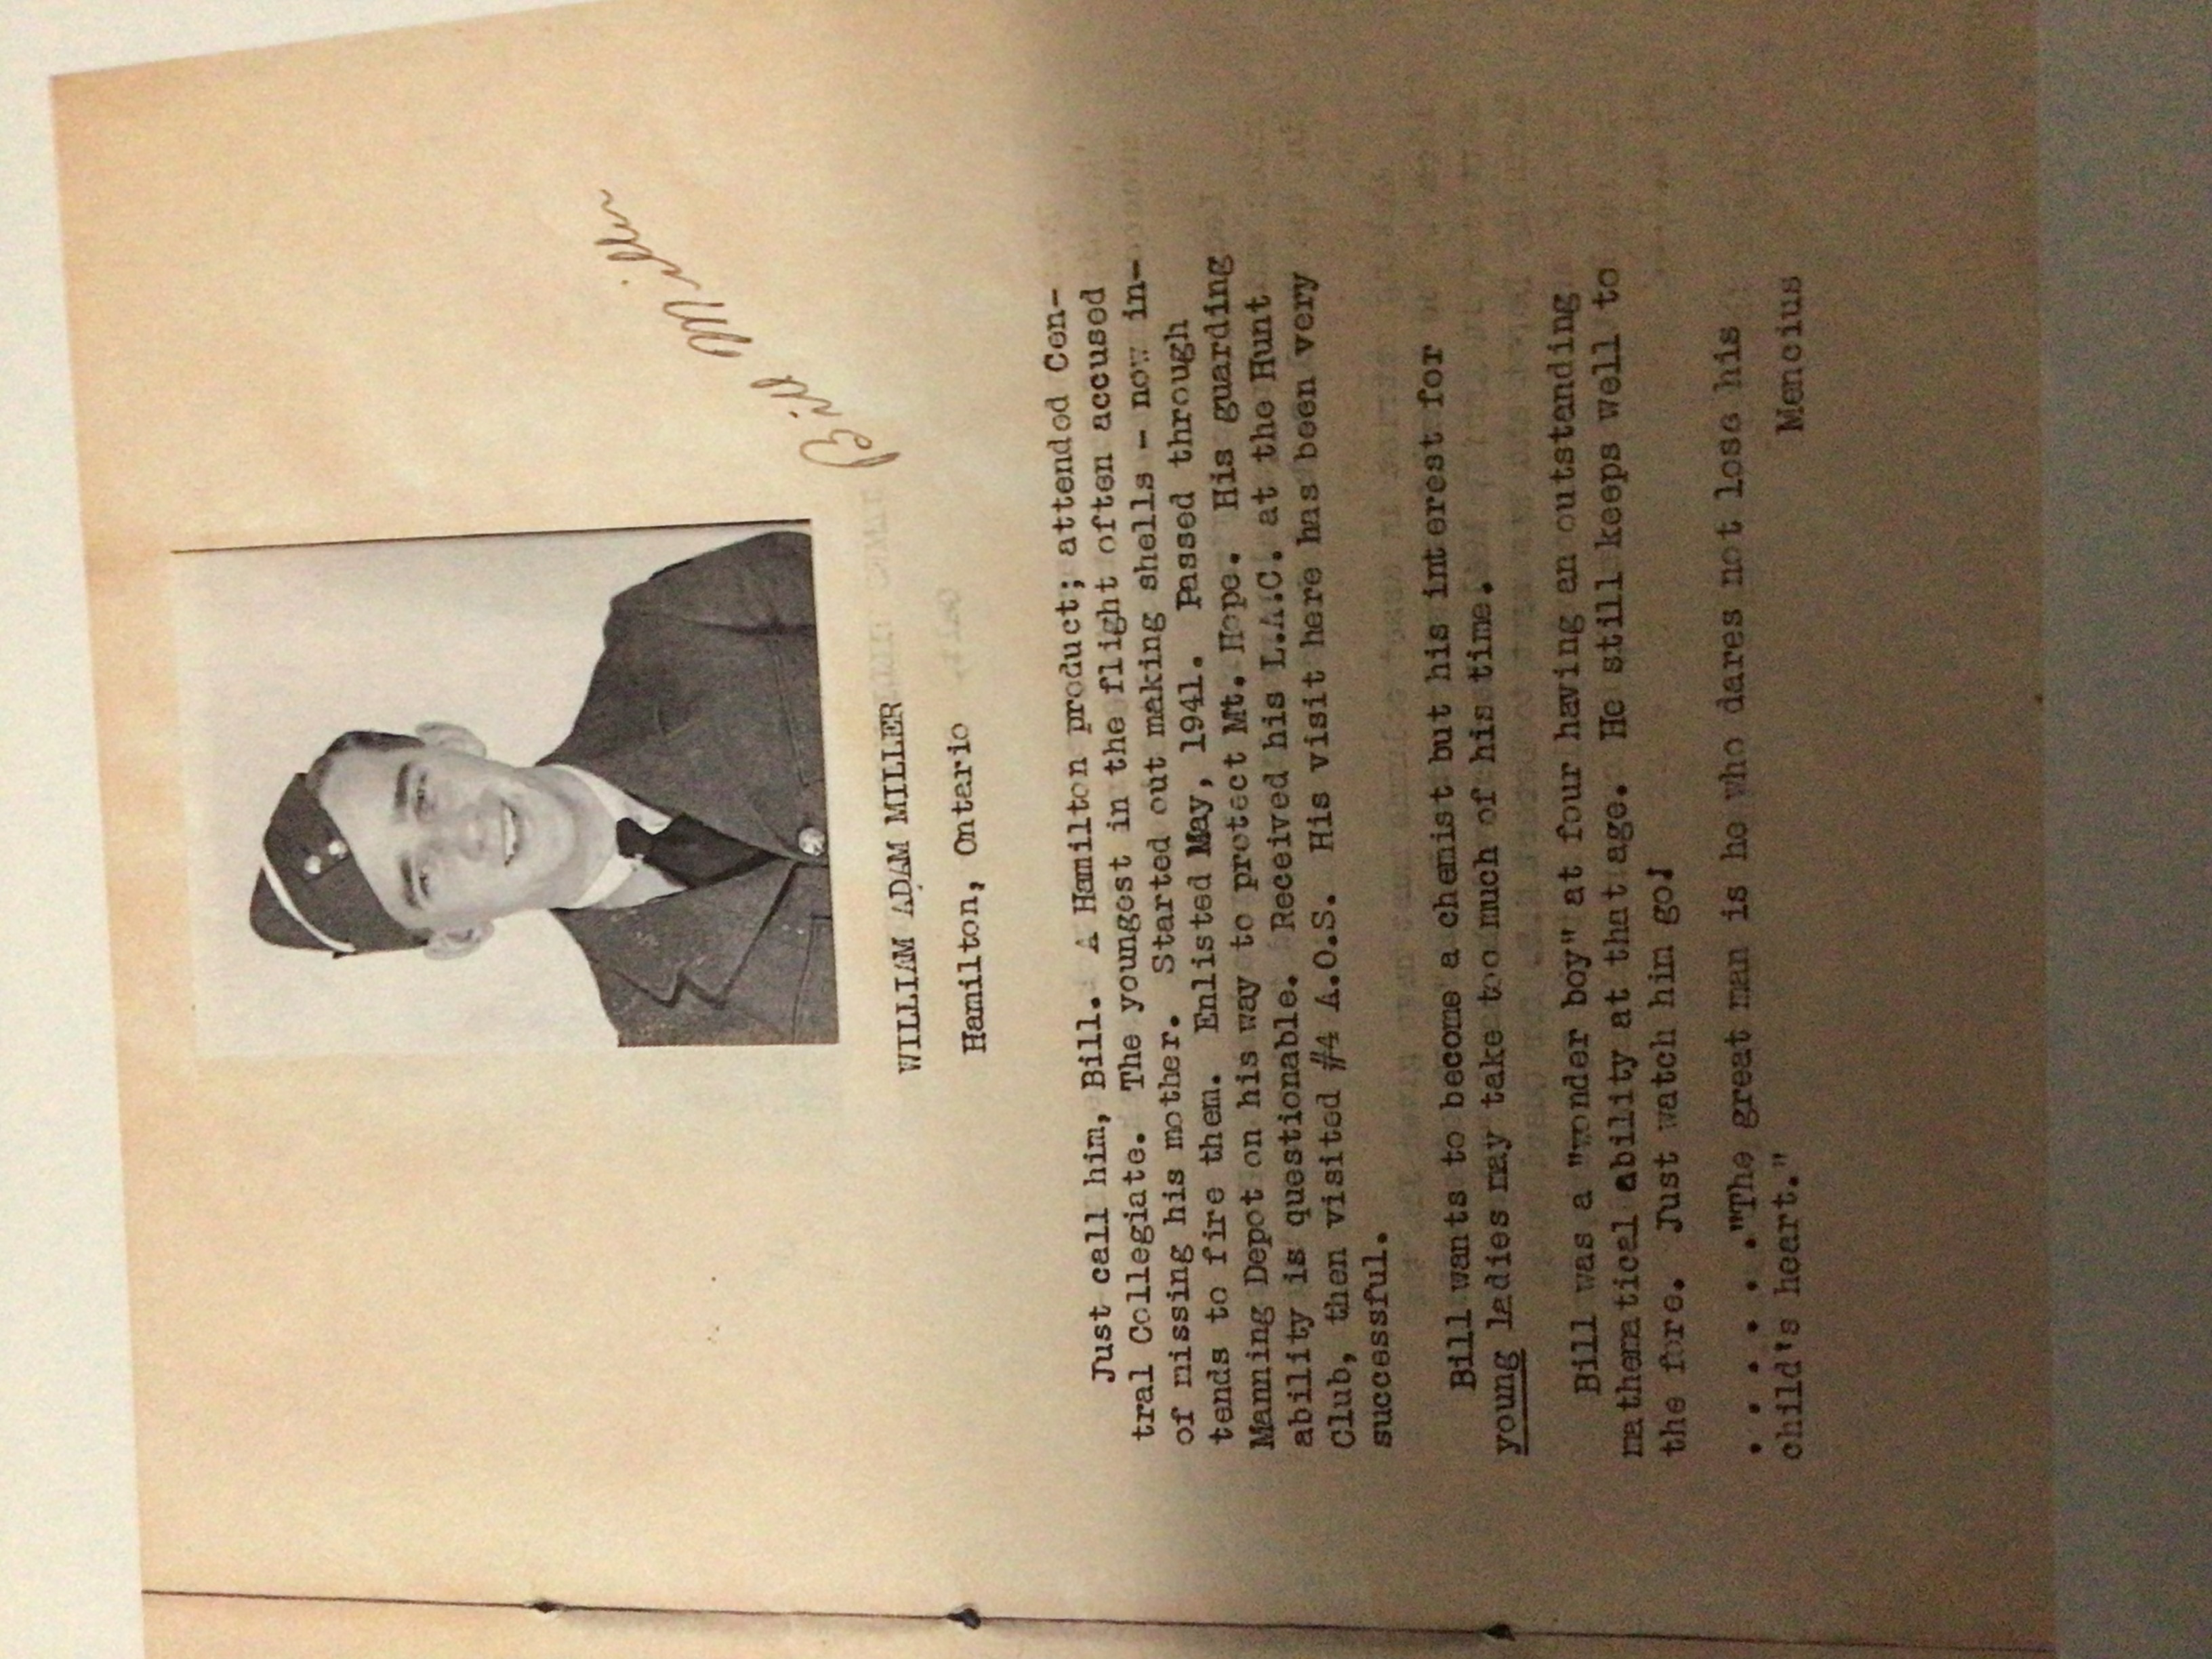 Bill Miller
WILLIAM ADAM MILLER
Hamilton, Ontario
Just call him, Bill. A Hamilton product; attended Cen-
tral Collegiate. The youngest in the flight often accused
of missing his mother. Started out making shells - now in-
tends to fire them. Enlisted May, 1941. Passed through
Manning Depot on his way to protect Mt. Hope. His guarding
ability is questionable. Received his L.A.C. at the Hunt
Club, then visited #4 A.O.S. His visit here has been very
successful.
Bill wants to become a chemist but his interest for
young ladies may take too much of his time.
Bill was a "wonder boy" at four having an outstanding
mathematical ability at that age. He still keeps well to
the fore. Just watch him go!
. . . . . ."The great man is he who dares not lose his
child's heart."
Mencius